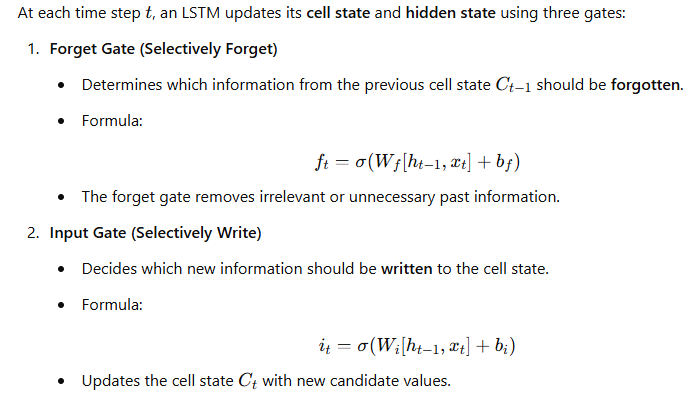 At each time step t, an LSTM updates its cell state and hidden state using three gates:
1. Forget Gate (Selectively Forget)
• Determines which information from the previous cell state C_{t−1} should be forgotten.
• Formula:
f_t = σ(W_f[h_{t−1}, x_t] + b_f)
• The forget gate removes irrelevant or unnecessary past information.
2. Input Gate (Selectively Write)
• Decides which new information should be written to the cell state.
• Formula:
i_t = σ(W_i[h_{t−1}, x_t] + b_i)
• Updates the cell state C_t with new candidate values.